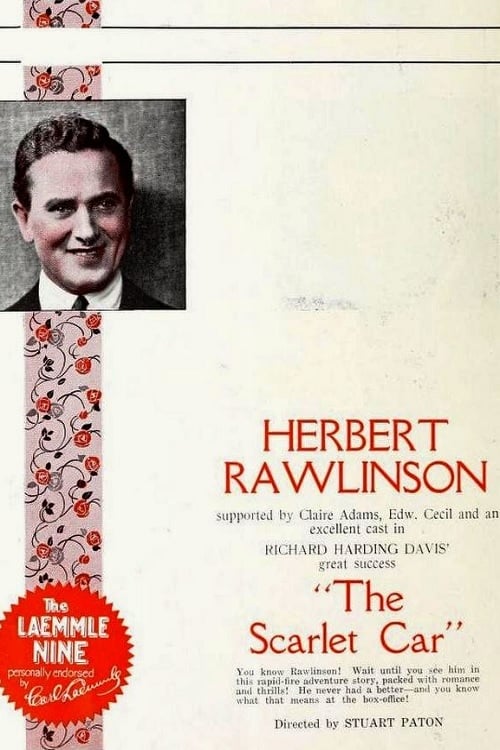 HERBERT
RAWLINSON
supported by Claire Adams, Edw. Cecil and an
excellent cast in
RICHARD HARDING DAVIS'
great success
"The
Scarlet Car"
You know Rawlinson! Wait until you see him in
this rapid-fire adventure story, packed with romance
and thrills! He never had a better—and you know
what that means at the box-office!
Directed by STUART PATON
The
LAEMMLE
NINE
personally endorsed
by
Carl Laemmle